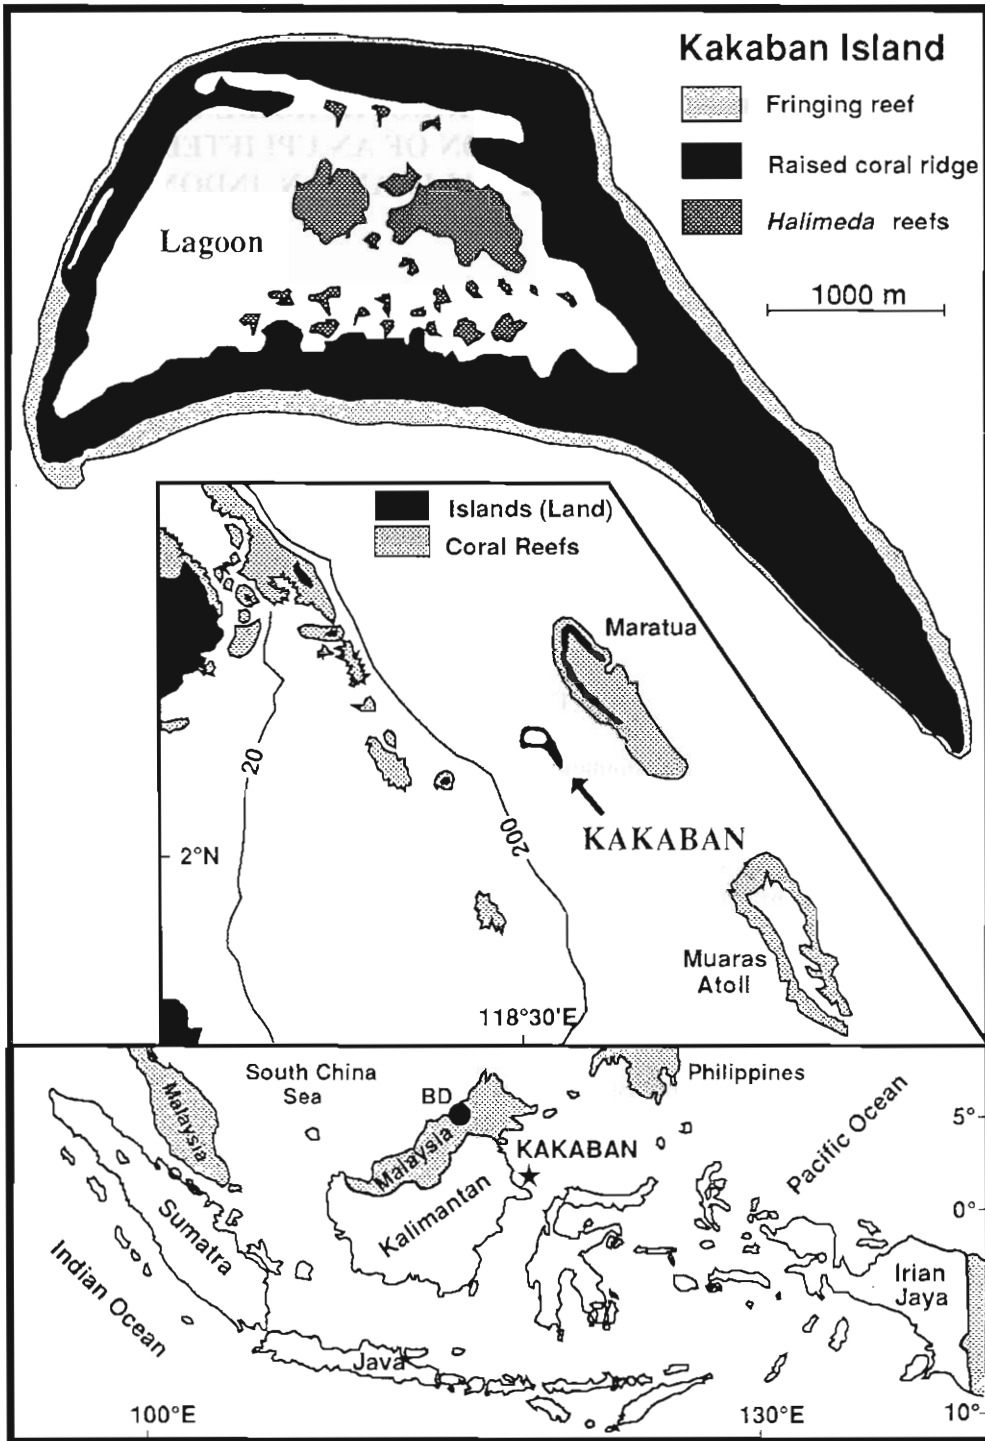 Kakaban Island
Fringing reef
Raised coral ridge
Halimeda reefs
1000 m
Lagoon
Islands (Land)
Coral Reefs
Maratua
20
200
KAKABAN
2°N
Muaras
Atoll
118°30'E
South China
Sea
Philippines
Malaysia
BD
Malaysia
KAKABAN
Pacific Ocean
5°
0°
Kalimantan
Sumatra
Indian Ocean
Irian
Jaya
Java
100°E
130°E
10°